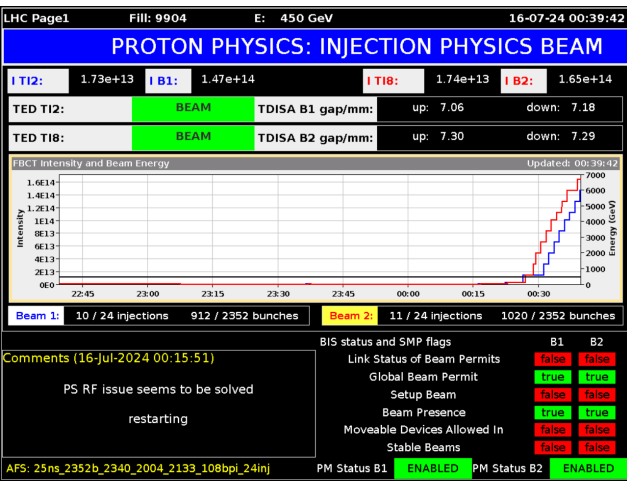 LHC Page1 Fill: 9904 E: 450 GeV 16-07-24 00:39:42
PROTON PHYSICS: INJECTION PHYSICS BEAM
I TI2: 1.73e+13 I B1: 1.47e+14 I TI8: 1.74e+13 I B2: 1.65e+14
TED TI2: BEAM TDISA B1 gap/mm: up: 7.06 down: 7.18
TED TI8: BEAM TDISA B2 gap/mm: up: 7.30 down: 7.29
FBCT Intensity and Beam Energy Updated: 00:39:42
Intensity
1.6E14
1.4E14
1.2E14
1E14
8E13
6E13
4E13
2E13
0E0
7000
6000
5000
4000
3000
2000
1000
0
Energy (GeV)
22:45 23:00 23:15 23:30 23:45 00:00 00:15 00:30
Beam 1: 10 / 24 injections 912 / 2352 bunches Beam 2: 11 / 24 injections 1020 / 2352 bunches
Comments (16-Jul-2024 00:15:51)
PS RF issue seems to be solved
restarting
BIS status and SMP flags B1 B2
Link Status of Beam Permits false false
Global Beam Permit true true
Setup Beam false false
Beam Presence true true
Moveable Devices Allowed In false false
Stable Beams false false
AFS: 25ns_2352b_2340_2004_2133_108bpi_24inj PM Status B1 ENABLED PM Status B2 ENABLED